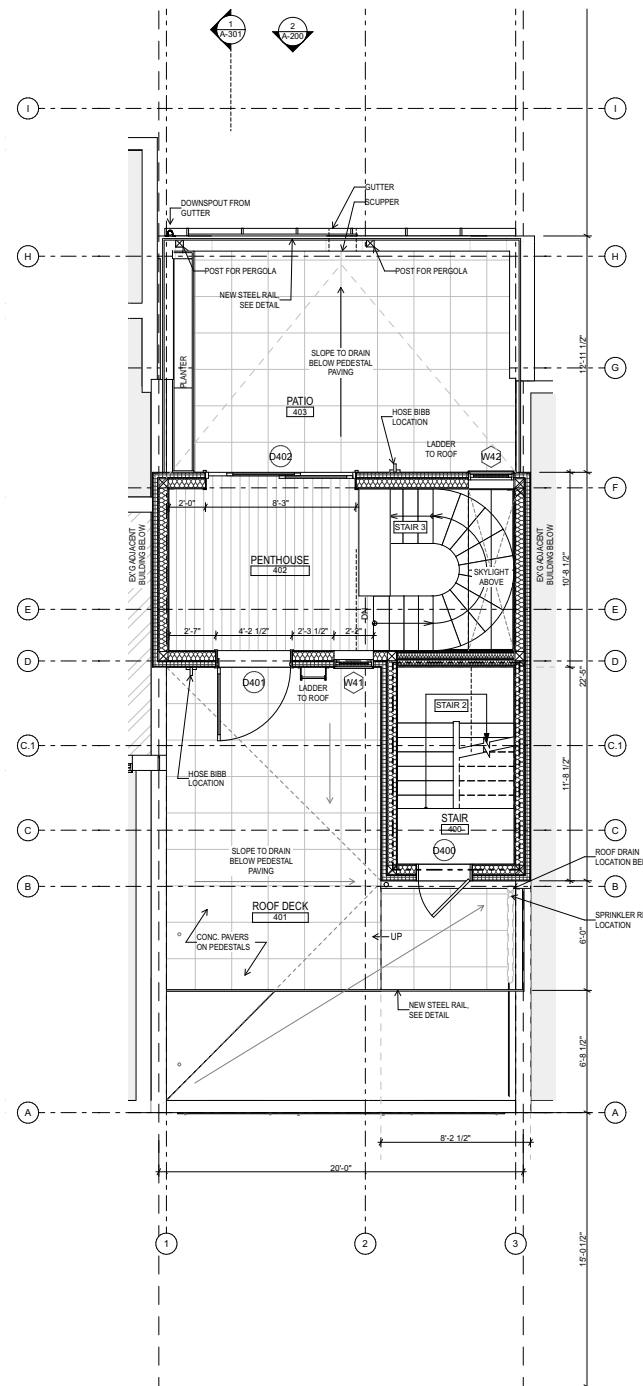 1
A-301
2
A-200
I
I
DOWNSPOUT FROM
GUTTER
GUTTER
SCUPPER
H
H
POST FOR PERGOLA
POST FOR PERGOLA
NEW STEEL RAIL,
SEE DETAIL
12'-11 1/2"
SLOPE TO DRAIN
BELOW PEDESTAL
PAVING
G
PLANTER
PATIO
403
HOSE BIBB
LOCATION
LADDER
TO ROOF
D402
W42
F
F
2'-0"
8'-3"
STAIR 3
EX'G ADJACENT
BUILDING BELOW
PENTHOUSE
402
SKYLIGHT
ABOVE
EX'G ADJACENT
BUILDING BELOW
10'-8 1/2"
DN
E
E
2'-7"
4'-2 1/2"
2'-3 1/2"
2'-2"
D
D
D401
LADDER
TO ROOF
W41
22'-5"
STAIR 2
C.1
C.1
HOSE BIBB
LOCATION
11'-8 1/2"
STAIR
400
C
C
SLOPE TO DRAIN
BELOW PEDESTAL
PAVING
D400
ROOF DRAIN
B
B
ROOF DECK
401
SPRINKLER
LOCATION
CONC. PAVERS
ON PEDESTALS
UP
6'-0"
NEW STEEL RAIL,
SEE DETAIL
6'-8 1/2"
A
A
8'-2 1/2"
20'-0"
1
2
3
15'-0 1/2"